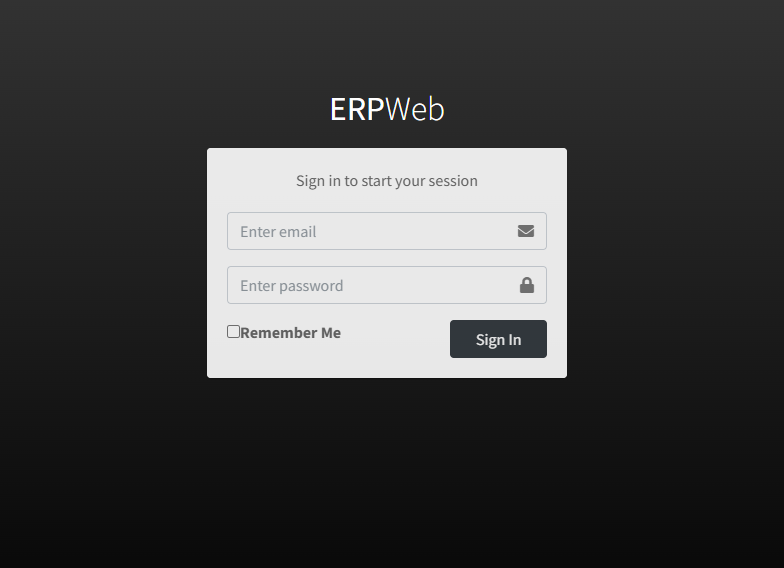 ERPWeb
Sign in to start your session
Enter email
Enter password
Remember Me
Sign In